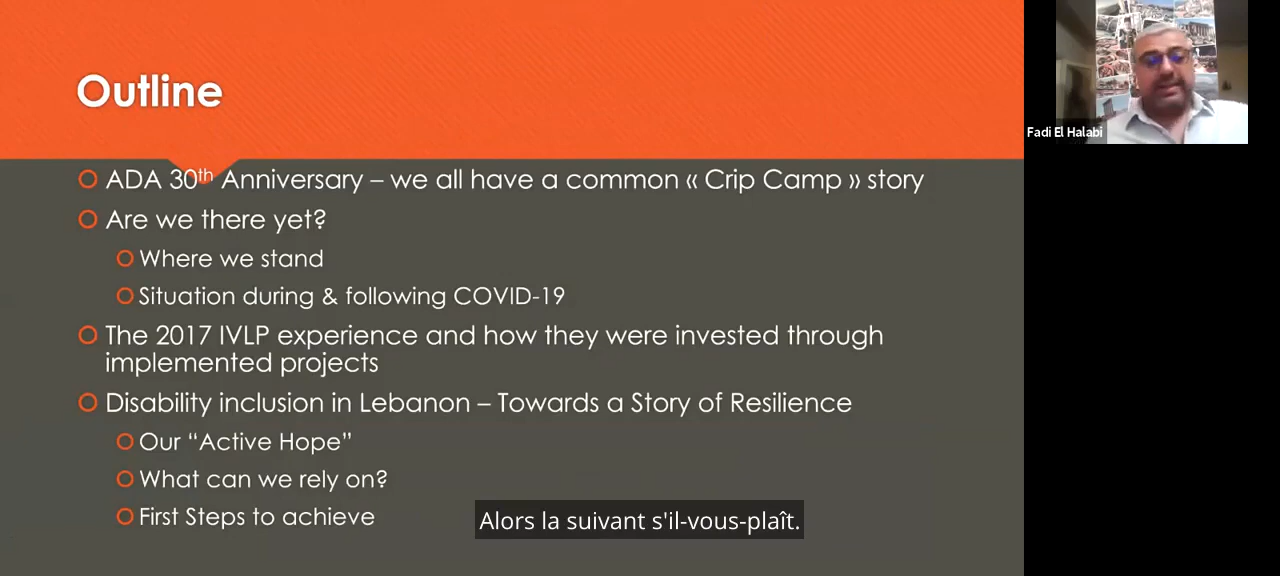 Outline
ADA 30th Anniversary – we all have a common « Crip Camp » story
Are we there yet?
Where we stand
Situation during & following COVID-19
The 2017 IVLP experience and how they were invested through
implemented projects
Disability inclusion in Lebanon – Towards a Story of Resilience
Our “Active Hope”
What can we rely on?
First Steps to achieve
Alors la suivant s'il-vous-plaît.
Fadi El Halabi